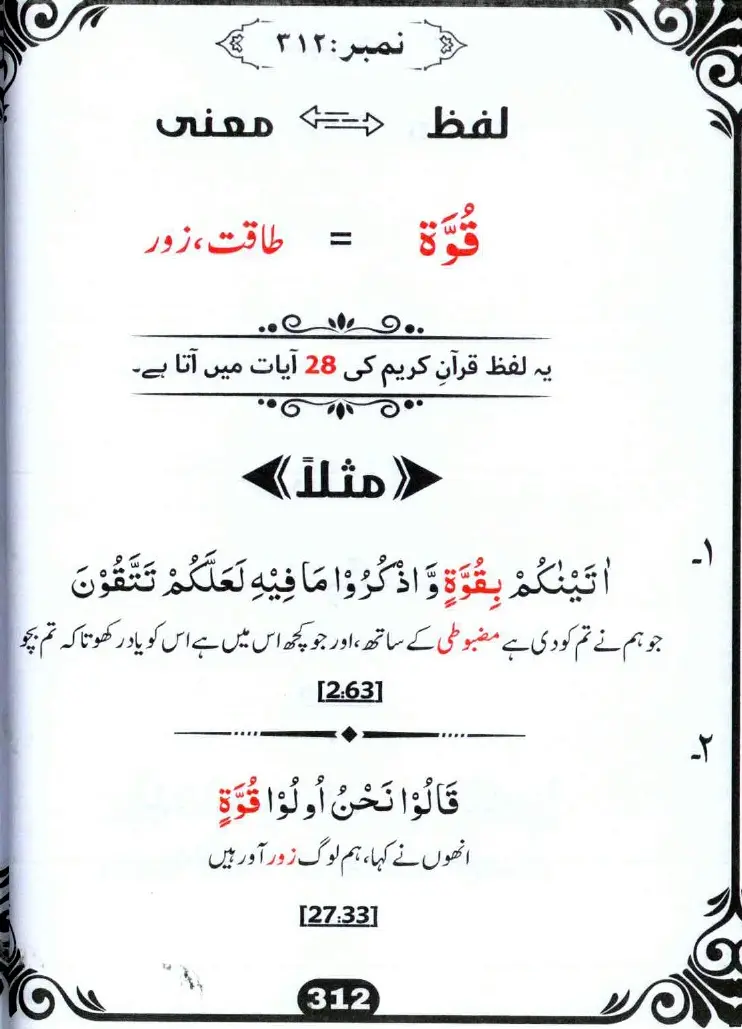 نمبر:۳۱۲
لفظ معنی
قُوَّة = طاقت،زور
یہ لفظ قرآنِ کریم کی 28 آیات میں آتا ہے۔
مثلاً
۱۔
اٰتَيْنٰكُمْ بِقُوَّةٍ وَّاذْكُرُوْا مَا فِيْهِ لَعَلَّكُمْ تَتَّقُوْنَ
جو ہم نے تم کو دی ہے مضبوطی کے ساتھ، اور جو کچھ اس میں ہے اس کو یاد رکھو تاکہ تم بچو
[2:63]
۲۔
قَالُوْا نَحْنُ اُولُوْا قُوَّةٍ
انھوں نے کہا، ہم لوگ زور آور ہیں
[27:33]
312